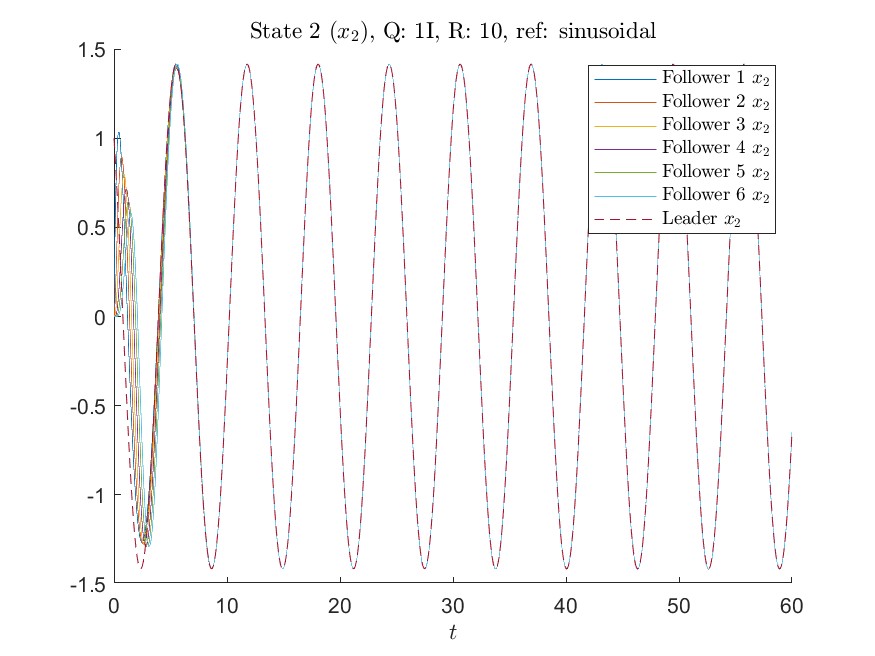 State 2 (x₂), Q: 1I, R: 10, ref: sinusoidal
1.5
1
0.5
0
-0.5
-1
-1.5
Follower 1 x₂
Follower 2 x₂
Follower 3 x₂
Follower 4 x₂
Follower 5 x₂
Follower 6 x₂
Leader x₂
0 10 20 30 40 50 60
t